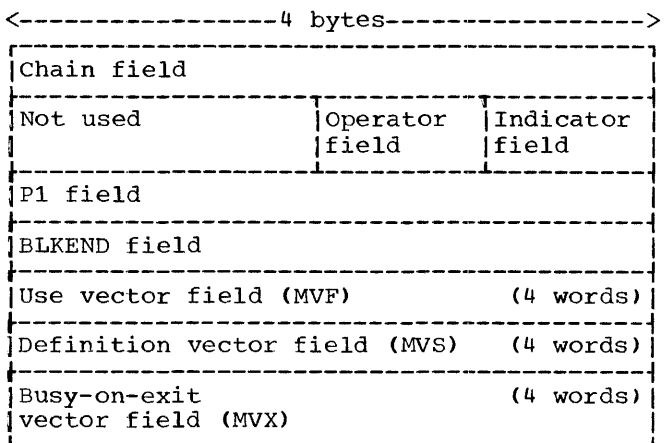 <-----------------4 bytes----------------->
Chain field
Not used Operator field Indicator field
P1 field
BLKEND field
Use vector field (MVF) (4 words)
Definition vector field (MVS) (4 words)
Busy-on-exit (4 words)
vector field (MVX)